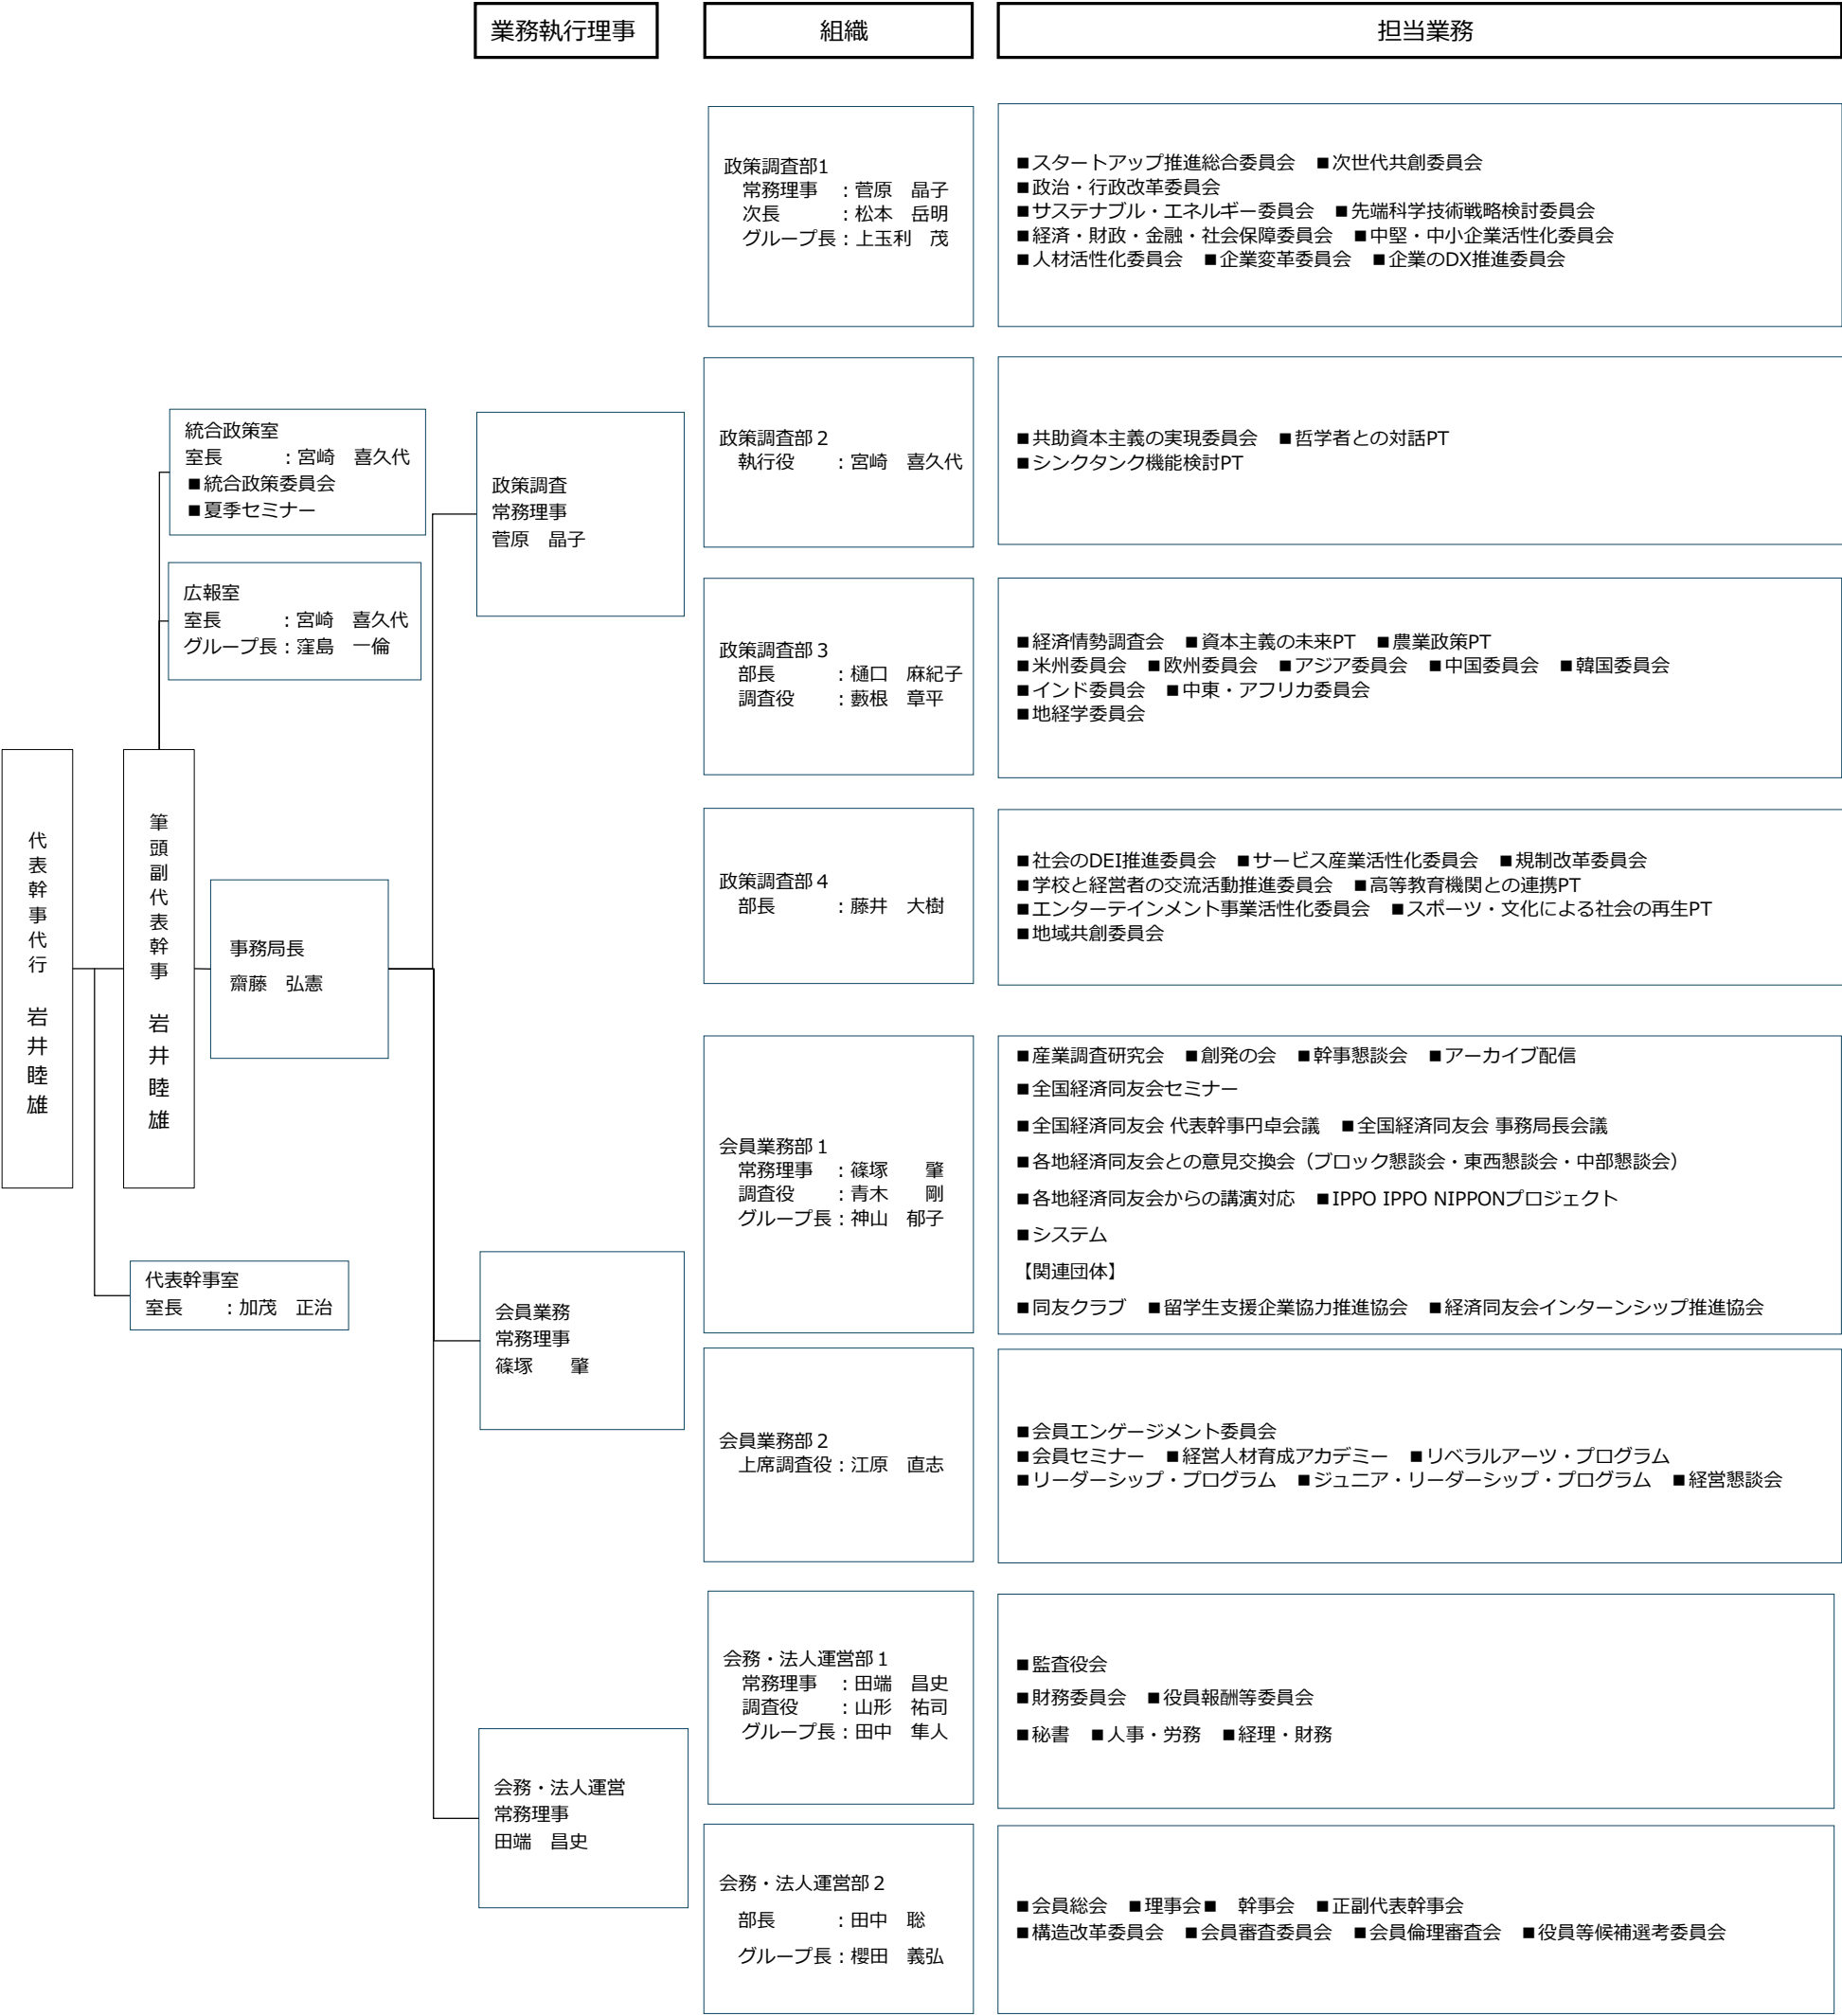 業務執行理事
組織
担当業務
政策調査部1
常務理事　：菅原　晶子
次長　　　：松本　岳明
グループ長：上玉利　茂
■スタートアップ推進総合委員会　■次世代共創委員会
■政治・行政改革委員会
■サステナブル・エネルギー委員会　■先端科学技術戦略検討委員会
■経済・財政・金融・社会保障委員会　■中堅・中小企業活性化委員会
■人材活性化委員会　■企業変革委員会　■企業のDX推進委員会
統合政策室
室長　　　：宮崎　喜久代
■統合政策委員会
■夏季セミナー
広報室
室長　　　：宮崎　喜久代
グループ長：窪島　一倫
政策調査
常務理事
菅原　晶子
政策調査部２
執行役　　：宮崎　喜久代
■共助資本主義の実現委員会　■哲学者との対話PT
■シンクタンク機能検討PT
政策調査部３
部長　　　：樋口　麻紀子
調査役　　：藪根　章平
■経済情勢調査会　■資本主義の未来PT　■農業政策PT
■米州委員会　■欧州委員会　■アジア委員会　■中国委員会　■韓国委員会
■インド委員会　■中東・アフリカ委員会
■地経学委員会
代表幹事代行　岩井睦雄
筆頭副代表幹事　岩井睦雄
事務局長
齋藤　弘憲
政策調査部４
部長　　　：藤井　大樹
■社会のDEI推進委員会　■サービス産業活性化委員会　■規制改革委員会
■学校と経営者の交流活動推進委員会　■高等教育機関との連携PT
■エンターテインメント事業活性化委員会　■スポーツ・文化による社会の再生PT
■地域共創委員会
代表幹事室
室長　　：加茂　正治
会員業務
常務理事
篠塚　　肇
会員業務部１
常務理事　：篠塚　　肇
調査役　　：青木　　剛
グループ長：神山　郁子
■産業調査研究会　■創発の会　■幹事懇談会　■アーカイブ配信
■全国経済同友会セミナー
■全国経済同友会 代表幹事円卓会議　■全国経済同友会 事務局長会議
■各地経済同友会との意見交換会（ブロック懇談会・東西懇談会・中部懇談会）
■各地経済同友会からの講演対応　■IPPO IPPO NIPPONプロジェクト
■システム
【関連団体】
■同友クラブ　■留学生支援企業協力推進協会　■経済同友会インターンシップ推進協会
会員業務部２
上席調査役：江原　直志
■会員エンゲージメント委員会
■会員セミナー　■経営人材育成アカデミー　■リベラルアーツ・プログラム
■リーダーシップ・プログラム　■ジュニア・リーダーシップ・プログラム　■経営懇談会
会務・法人運営
常務理事
田端　昌史
会務・法人運営部１
常務理事　：田端　昌史
調査役　　：山形　祐司
グループ長：田中　隼人
■監査役会
■財務委員会　■役員報酬等委員会
■秘書　■人事・労務　■経理・財務
会務・法人運営部２
部長　　　：田中　聡
グループ長：櫻田　義弘
■会員総会　■理事会■　幹事会　■正副代表幹事会
■構造改革委員会　■会員審査委員会　■会員倫理審査会　■役員等候補選考委員会